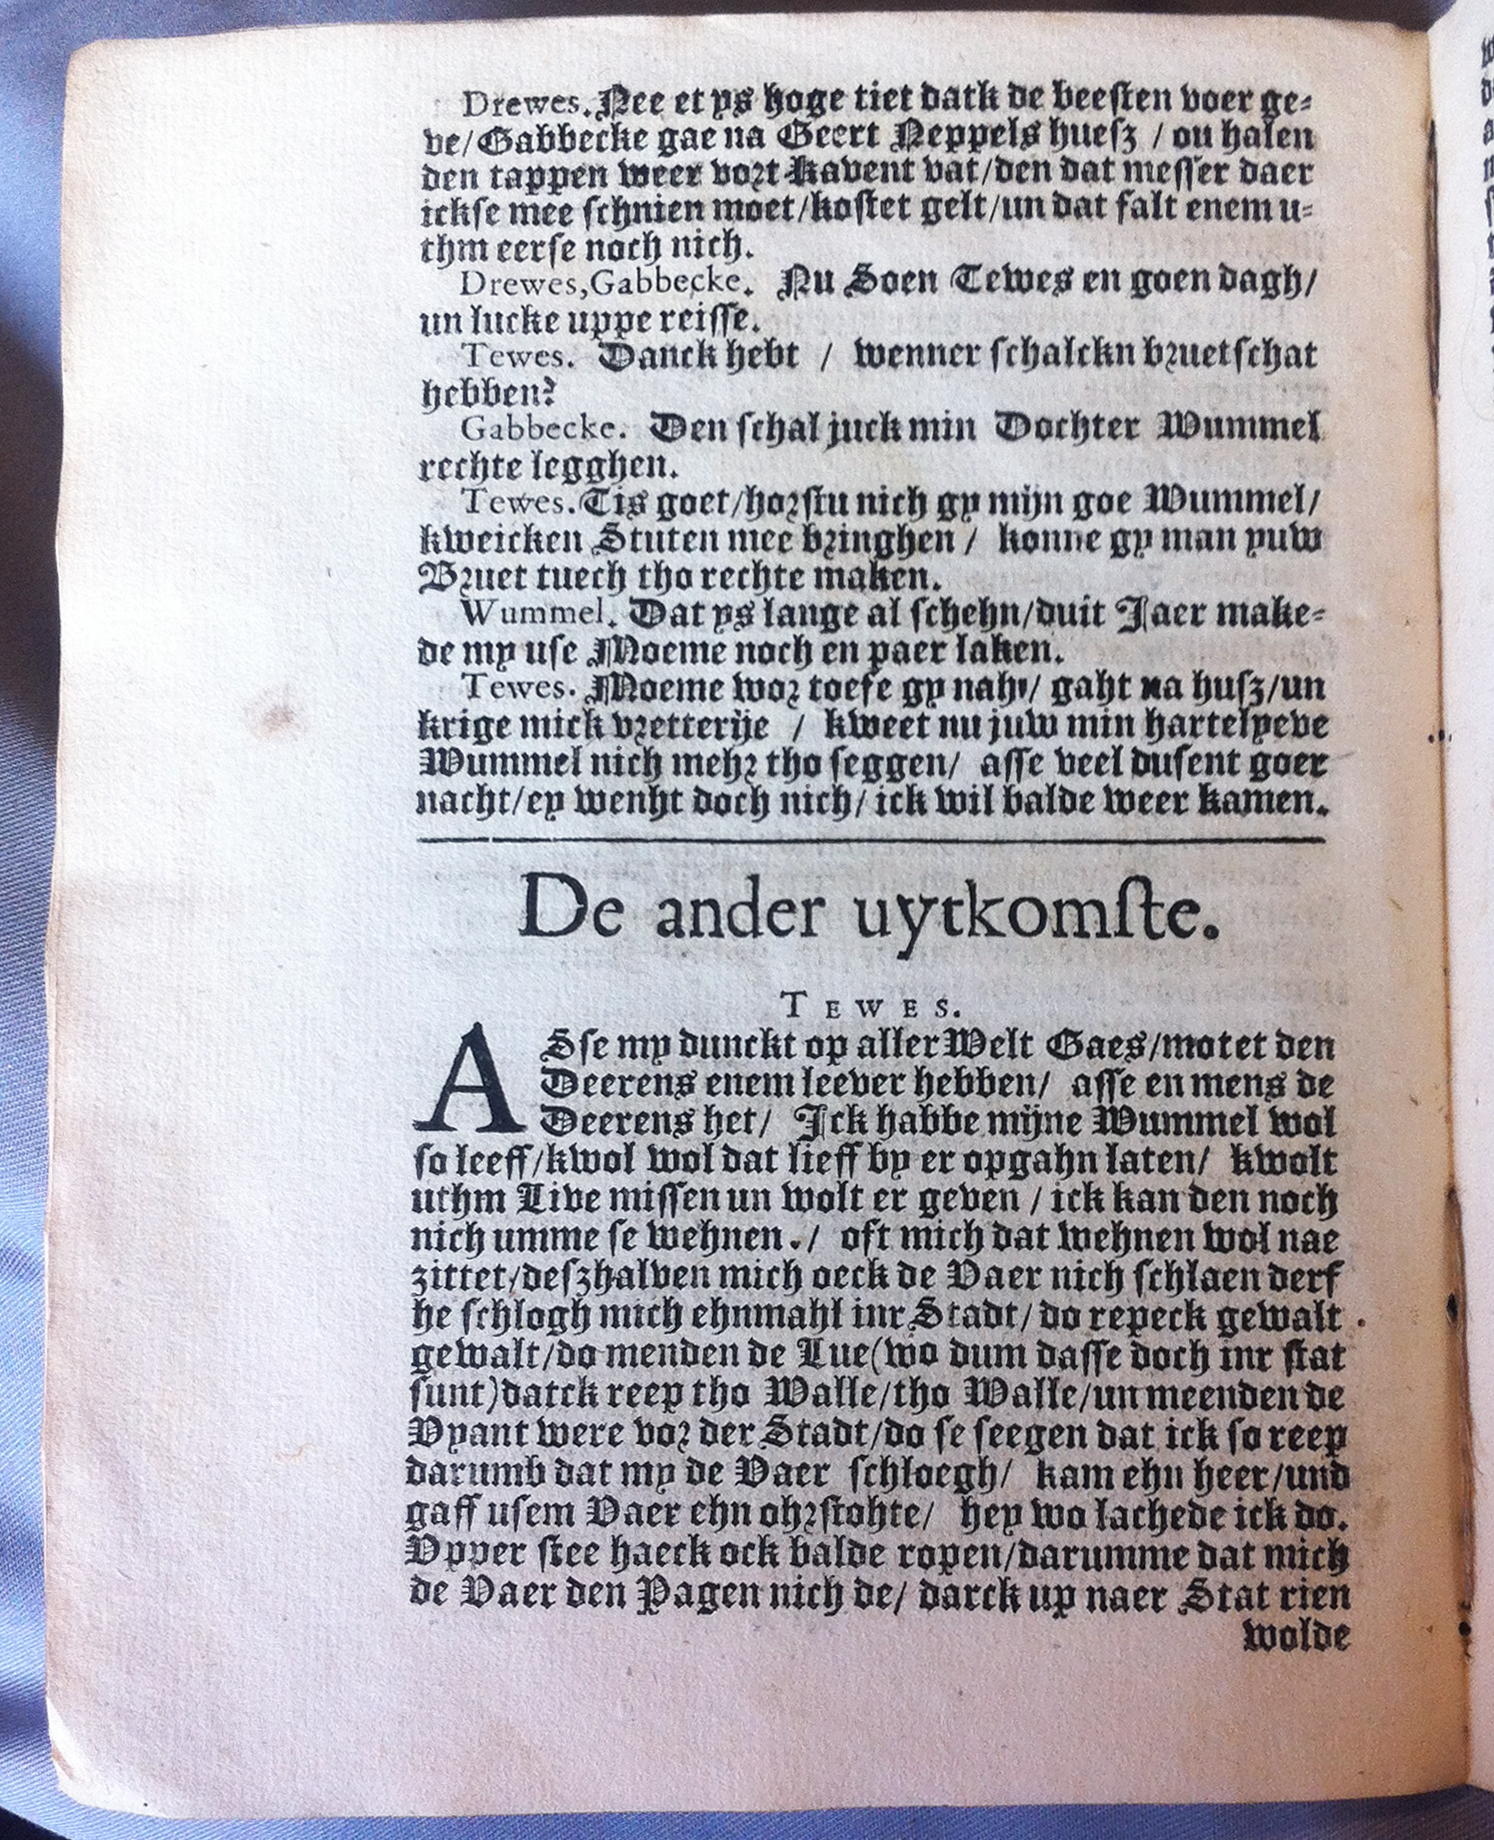 Drewes. Nee et ys hoge tiet datk de beesten voer ge-
ve/Gabbecke gae na Geert Neppels huesz / ou halen
den tappen weer vort kavent vat/den dat messer daer
ickse mee schnien moet/kostet gelt/un dat falt enem u-
thm eerse noch nich.
Drewes,Gabbecke. Nu Soen Tewes en goen dagh/
un lucke uppe reisse.
Tewes. Danck hebt / wenner schalckn bruetschat
hebben?
Gabbecke. Den schal juck min Dochter Wummel
rechte legghen.
Tewes. Tis goet/horstu nich gy mijn goe Wummel/
kweicken Stuten mee bringhen / konne gy man yuw
Bruet tuech tho rechte maken.
Wummel. Dat ys lange al schehn/duit Jaer make-
de my use Moeme noch en paer laken.
Tewes. Moeme wor toefe gy nah/ gaht na husz/un
krige mick vretterije / kweet nu juw min hartelyeve
Wummel nich mehr tho seggen/ asse veel dusent goer
nacht/ey wenht doch nich/ick wil balde weer kamen.
De ander uytkomste.
TEWES.
ASse my dunckt op aller Welt Gaes/motet den
Deerens enem leever hebben/ asse en mens de
Deerens het/ Ick habbe mijne Wummel wol
so leeff/kwol wol dat lieff by er opgahn laten/ kwolt
uthm Live missen un wolt er geven / ick kan den noch
nich umme se wehnen./ oft mich dat wehnen wol nae
zittet/deszhalven mich oeck de Vaer nich schlaen derf
he schlogh mich ehnmahl inr Stadt/do repeck gewalt
gewalt/do menden de Lue(wo dum dasse doch inr stat
sunt)datck reep tho Walle/tho Walle/un meenden de
Vyant were vor der Stadt/do se seegen dat ick so reep
darumb dat my de Vaer schloegh/ kam ehn heer/und
gaff usem Vaer ehn ohrstohte/ hey wo lachede ick do.
Vpper stee haeck ock balde ropen/darumme dat mich
de Vaer den Pagen nich de/ darck up naer Stat rien
wolde